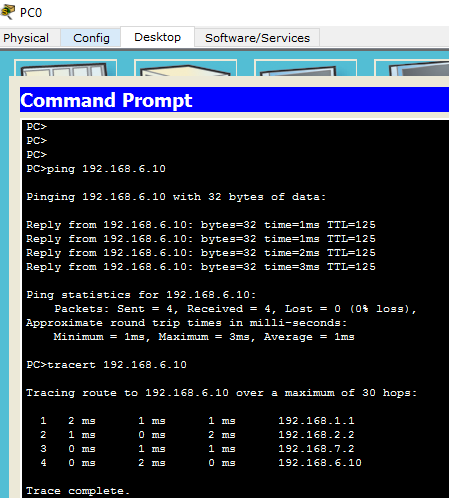 PC0
Physical Config Desktop Software/Services
Command Prompt
PC>
PC>
PC>
PC>ping 192.168.6.10
Pinging 192.168.6.10 with 32 bytes of data:
Reply from 192.168.6.10: bytes=32 time=1ms TTL=125
Reply from 192.168.6.10: bytes=32 time=1ms TTL=125
Reply from 192.168.6.10: bytes=32 time=2ms TTL=125
Reply from 192.168.6.10: bytes=32 time=3ms TTL=125
Ping statistics for 192.168.6.10:
Packets: Sent = 4, Received = 4, Lost = 0 (0% loss),
Approximate round trip times in milli-seconds:
Minimum = 1ms, Maximum = 3ms, Average = 1ms
PC>tracert 192.168.6.10
Tracing route to 192.168.6.10 over a maximum of 30 hops:
1 2 ms 1 ms 1 ms 192.168.1.1
2 1 ms 0 ms 2 ms 192.168.2.2
3 0 ms 1 ms 1 ms 192.168.7.2
4 0 ms 2 ms 0 ms 192.168.6.10
Trace complete.